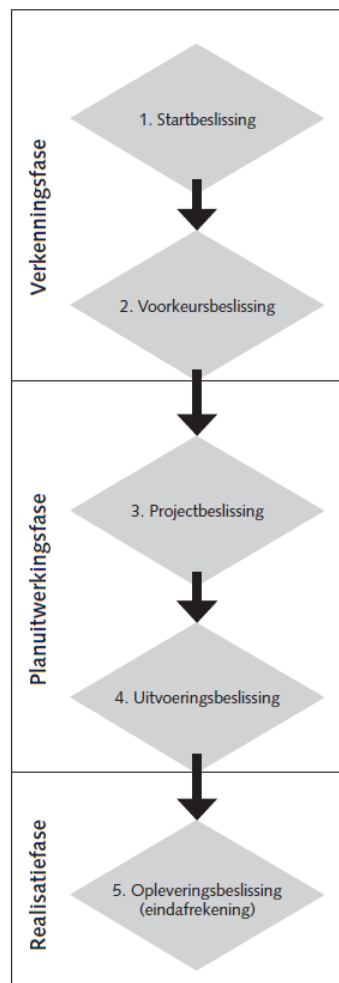 Verkenningsfase
1. Startbeslissing
2. Voorkeursbeslissing
Planuitwerkingsfase
3. Projectbeslissing
4. Uitvoeringsbeslissing
Realisatiefase
5. Opleveringsbeslissing
(eindafrekening)